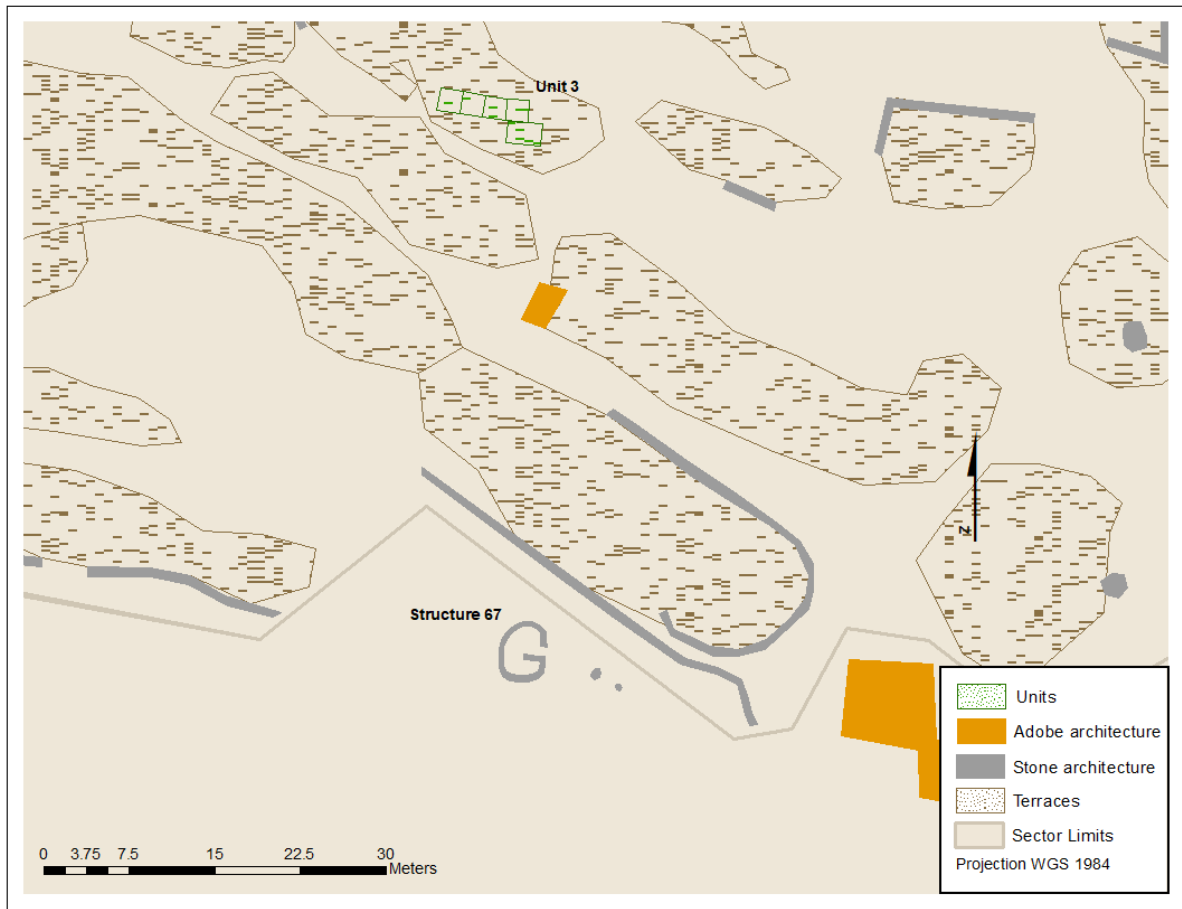 Unit 3
Z
Structure 67
Units
Adobe architecture
Stone architecture
Terraces
Sector Limits
Projection WGS 1984
0 3.75 7.5 15 22.5 30
Meters